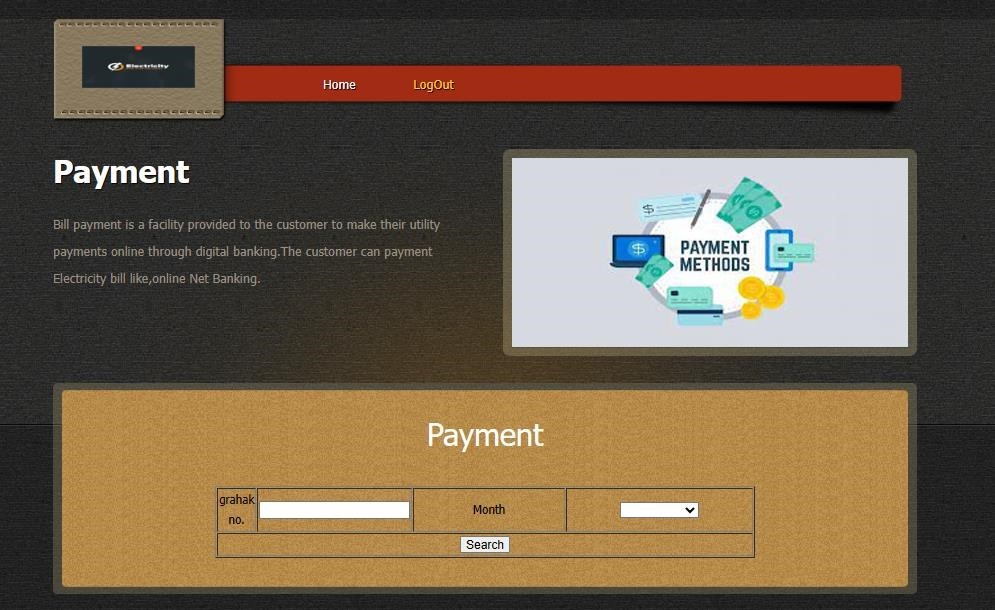 Electricity
Home LogOut
Payment
Bill payment is a facility provided to the customer to make their utility
payments online through digital banking.The customer can payment
Electricity bill like,online Net Banking.
PAYMENT
METHODS
Payment
grahak
no.
Month
Search